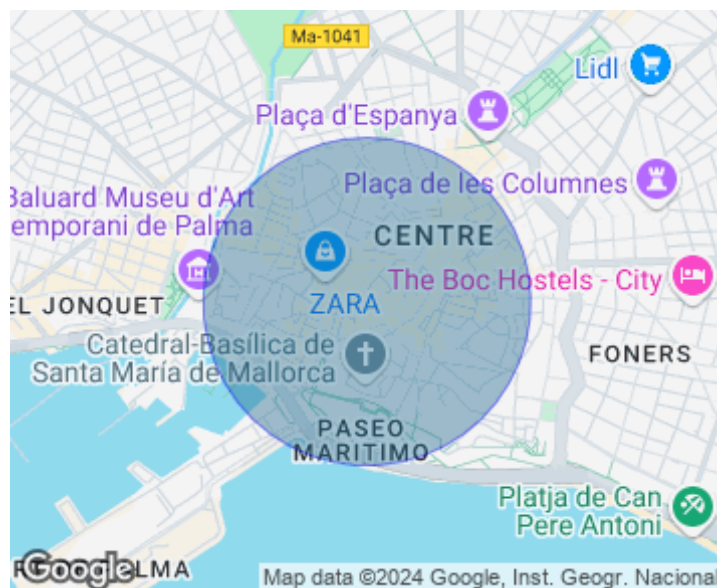 Ma-1041
Lidl
Plaça d'Espanya
Plaça de les Columnes
Baluard Museu d'Art
emporani de Palma
CENTRE
The Boc Hostels - City
EL JONQUET
ZARA
Catedral-Basílica de
Santa María de Mallorca
FONERS
PASEO
MARITIMO
Platja de Can
Pere Antoni
Google
LMA
Map data ©2024 Google, Inst. Geogr. Nacional